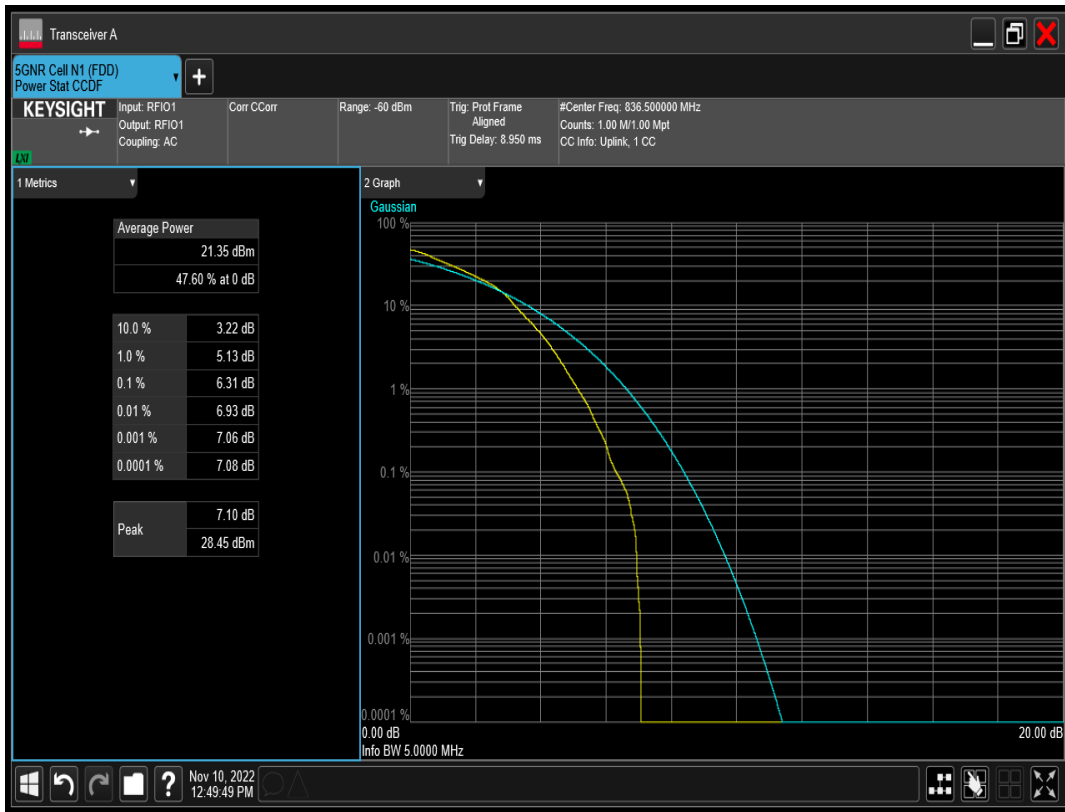 Transceiver A
5GNR Cell N1 (FDD)
Power Stat CCDF
+
KEYSIGHT
LXI
Input: RFIO1
Output: RFIO1
Coupling: AC
Corr CCorr
Range: -60 dBm
Trig: Prot Frame
Aligned
Trig Delay: 8.950 ms
#Center Freq: 836.500000 MHz
Counts: 1.00 M/1.00 Mpt
CC Info: Uplink, 1 CC
1 Metrics
Average Power
21.35 dBm
47.60 % at 0 dB
10.0 % 3.22 dB
1.0 % 5.13 dB
0.1 % 6.31 dB
0.01 % 6.93 dB
0.001 % 7.06 dB
0.0001 % 7.08 dB
Peak
7.10 dB
28.45 dBm
2 Graph
Gaussian
100 %
10 %
1 %
0.1 %
0.01 %
0.001 %
0.0001 %
0.00 dB 20.00 dB
Info BW 5.0000 MHz
?
Nov 10, 2022
12:49:49 PM